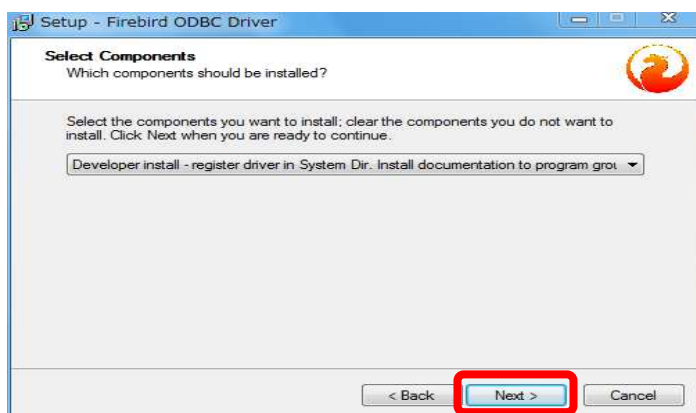 Setup - Firebird ODBC Driver
Select Components
Which components should be installed?
Select the components you want to install; clear the components you do not want to
install. Click Next when you are ready to continue.
Developer install - register driver in System Dir. Install documentation to program grou
< Back Next > Cancel